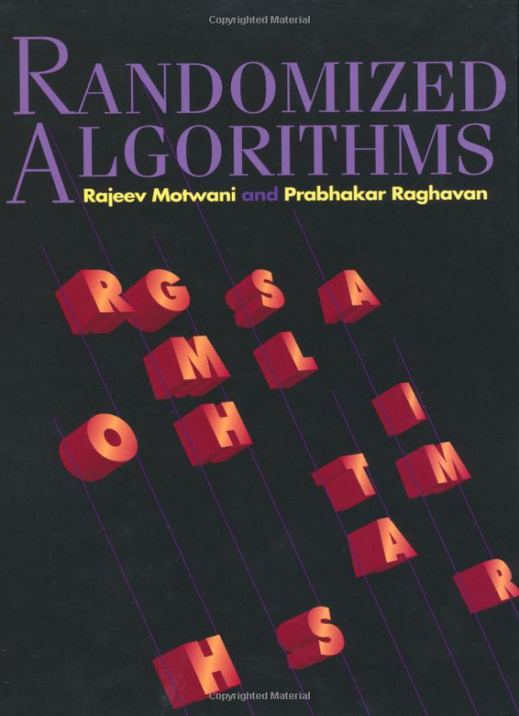 Copyrighted Material
RANDOMIZED
ALGORITHMS
Rajeev Motwani and Prabhakar Raghavan
R G S A
M L
I
O H
T M
A
R
S
H
Copyrighted Material